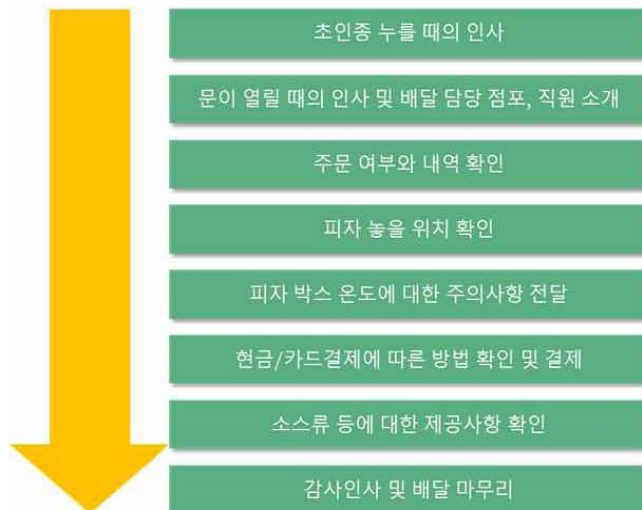 초인종 누를 때의 인사
문이 열릴 때의 인사 및 배달 담당 점포, 직원 소개
주문 여부와 내역 확인
피자 놓을 위치 확인
피자 박스 온도에 대한 주의사항 전달
현금/카드결제에 따른 방법 확인 및 결제
소스류 등에 대한 제공사항 확인
감사인사 및 배달 마무리